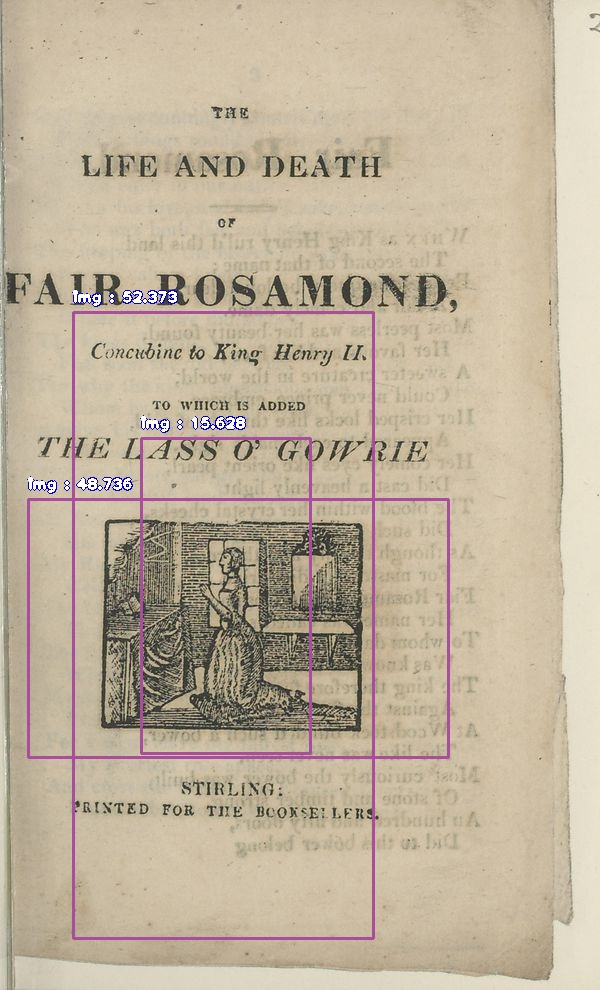 2
THE
LIFE AND DEATH
OF
FAIR ROSAMOND,
img : 52.373
Concubine to King Henry II.
TO WHICH IS ADDED
img : 15.628
THE LASS O' GOWRIE
img : 48.736
STIRLING:
PRINTED FOR THE BOOKSELLERS.